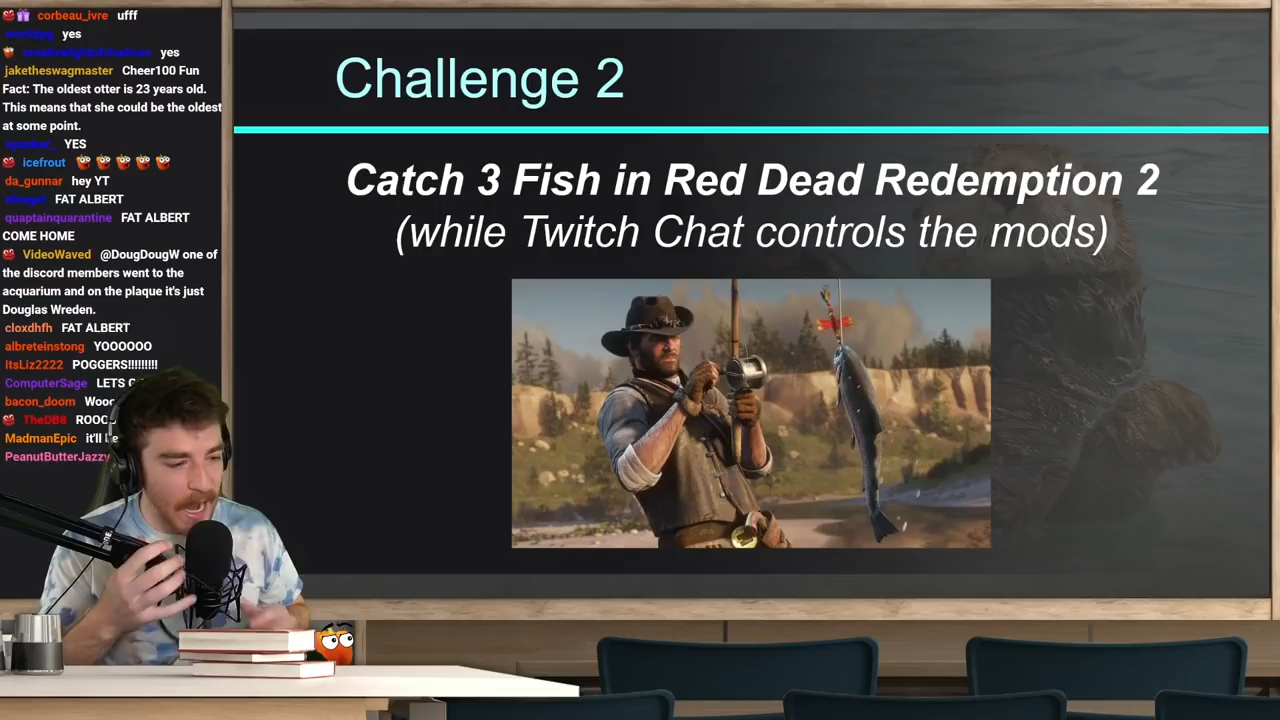 corbeau_ivre ufff
yes
yes
jaketheswagmaster Cheer100 Fun
Fact: The oldest otter is 23 years old.
This means that she could be the oldest
at some point.
YES
icefrout
da_gunnar hey YT
FAT ALBERT
quaptainquarantine FAT ALBERT
COME HOME
VideoWaved @DougDougW one of
the discord members went to the
acquarium and on the plaque it's just
Douglas Wreden.
cloxdhfh FAT ALBERT
albreteinstong YOOOOOO
ItsLiz2222 POGGERS!!!!!!!!!
ComputerSage LETS
bacon_doom
TheDB8
MadmanEpic it'll
PeanutButterJazzy
Challenge 2
Catch 3 Fish in Red Dead Redemption 2
(while Twitch Chat controls the mods)